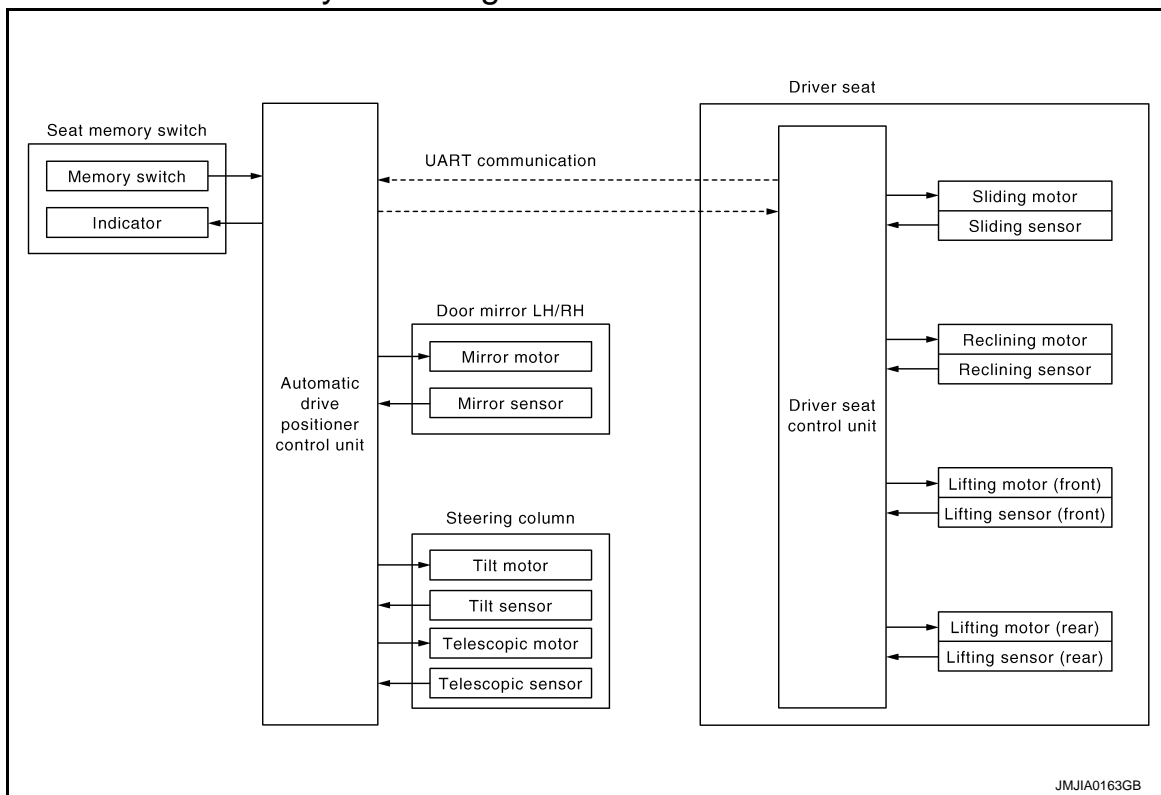 Driver seat
Seat memory switch
Memory switch
Indicator
UART communication
Sliding motor
Sliding sensor
Door mirror LH/RH
Mirror motor
Mirror sensor
Reclining motor
Reclining sensor
Automatic
drive
positioner
control unit
Driver seat
control unit
Lifting motor (front)
Lifting sensor (front)
Steering column
Tilt motor
Tilt sensor
Telescopic motor
Telescopic sensor
Lifting motor (rear)
Lifting sensor (rear)
JMJIA0163GB